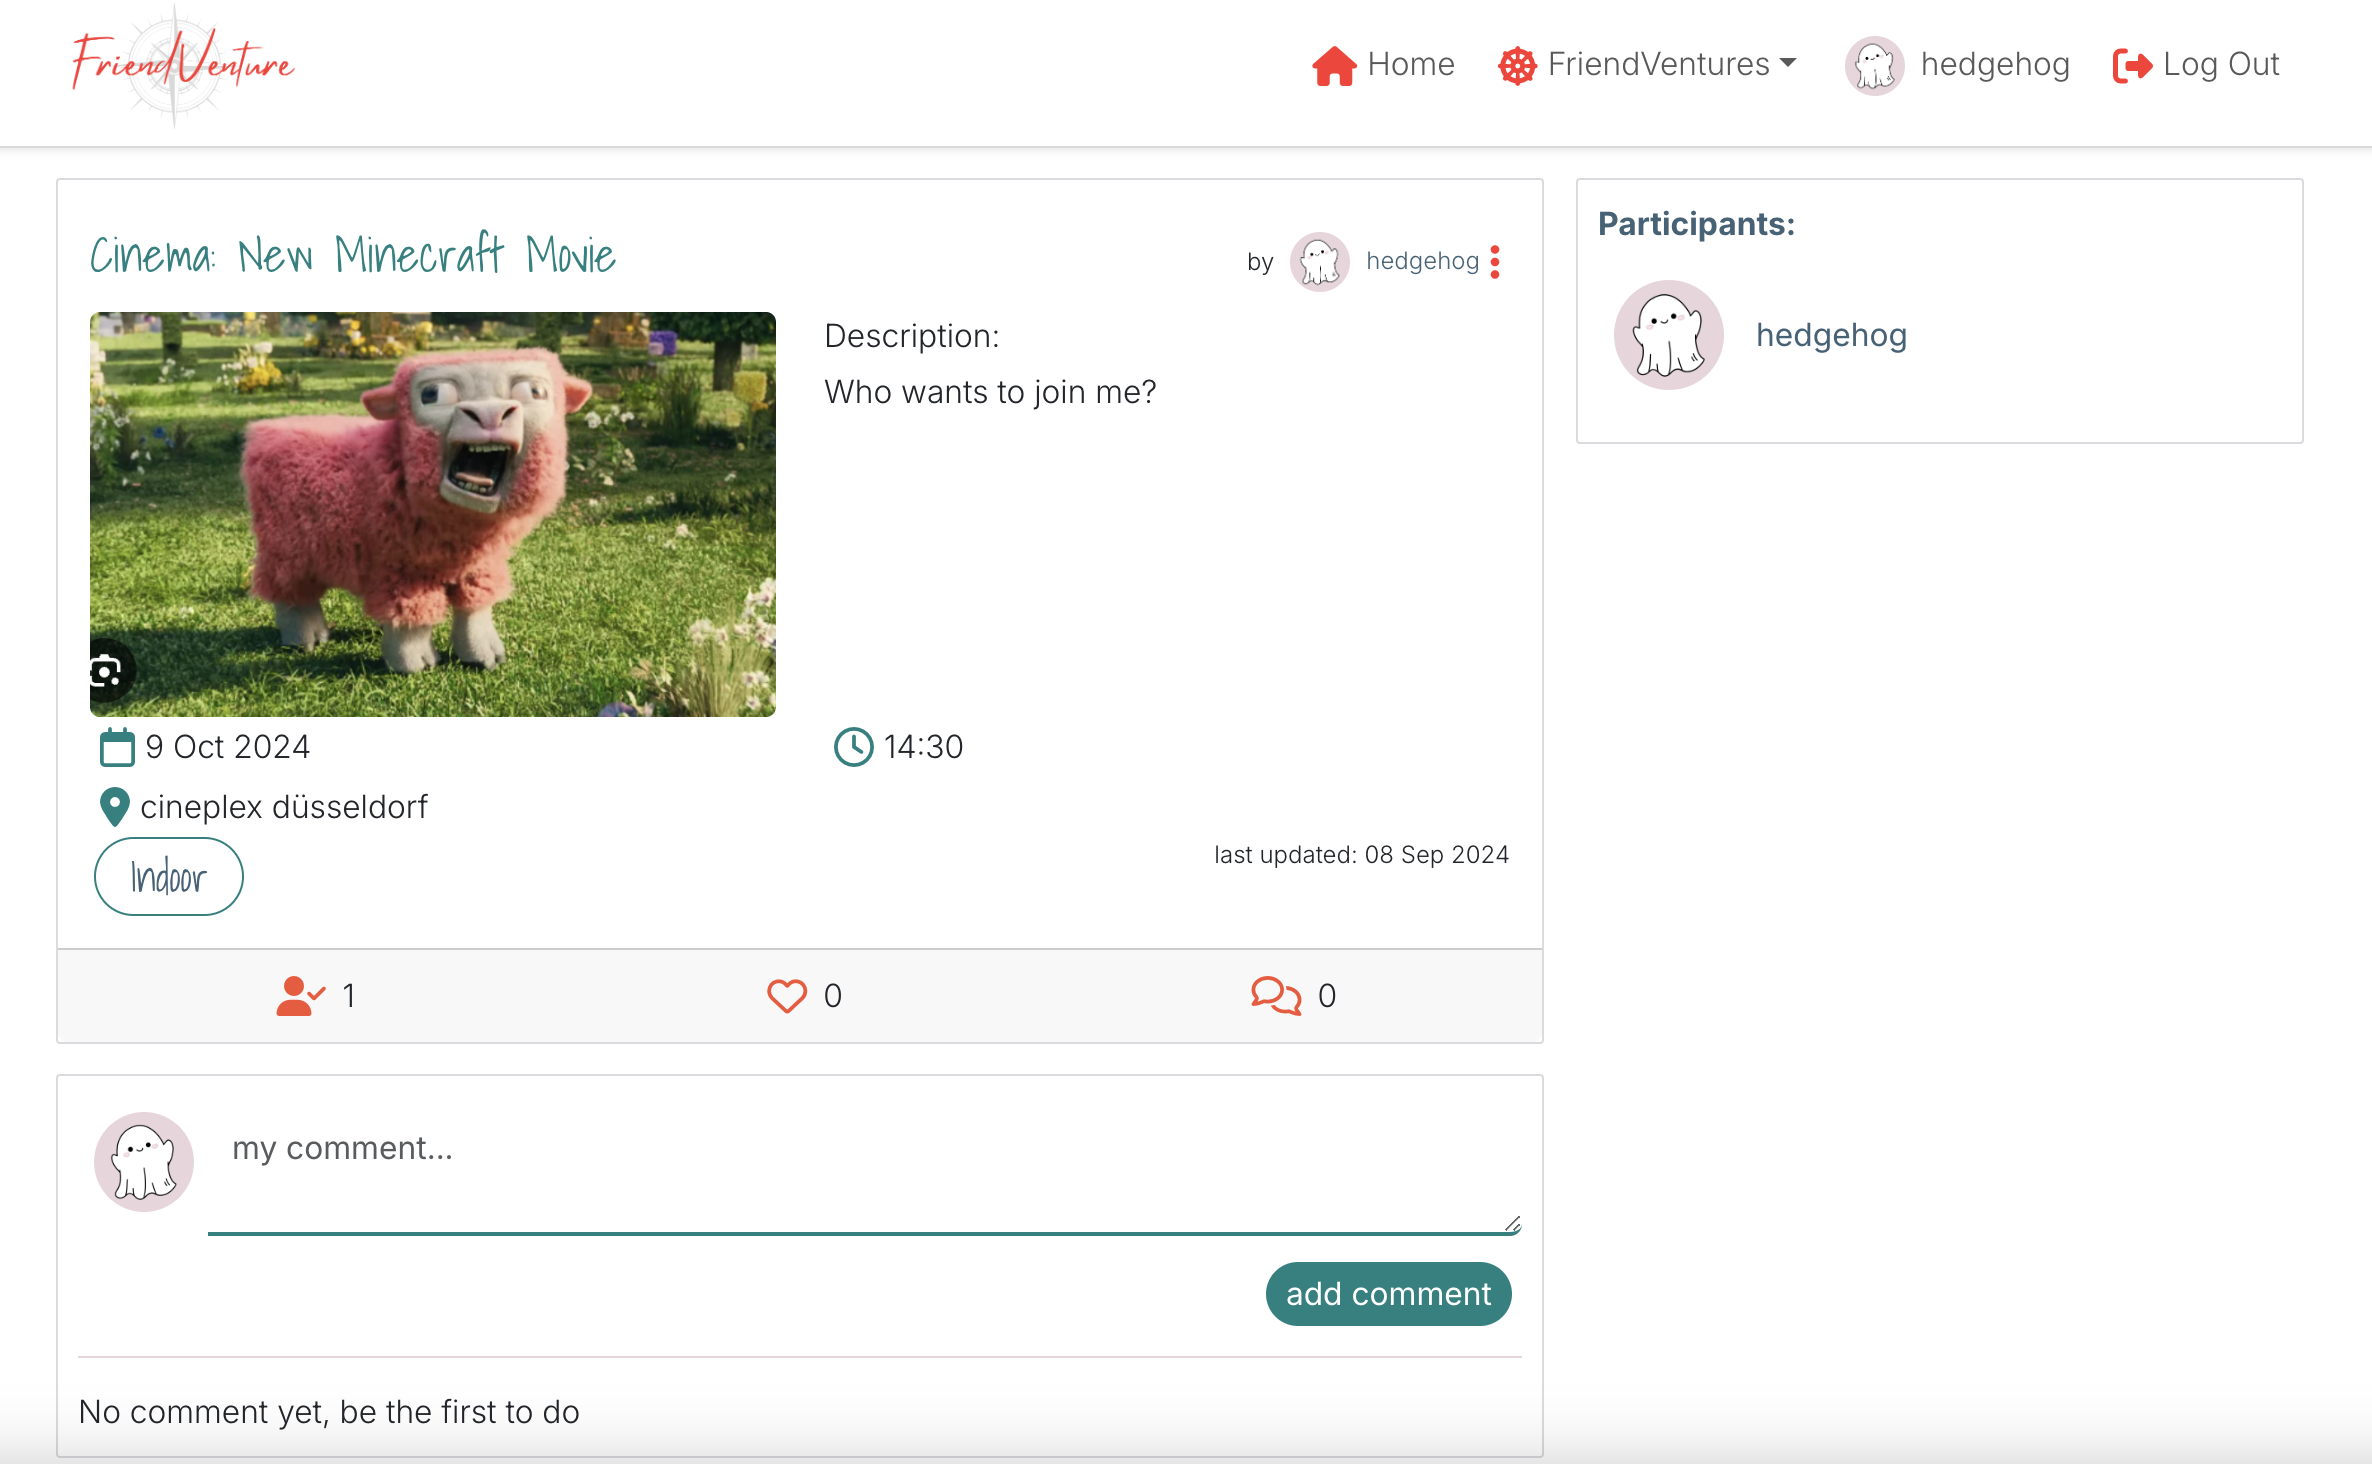 FriendVenture
Home
FriendVentures
hedgehog
Log Out
Cinema: New Minecraft Movie
by hedgehog
Description:
Who wants to join me?
9 Oct 2024
14:30
cineplex düsseldorf
Indoor
last updated: 08 Sep 2024
1
0
0
my comment...
add comment
No comment yet, be the first to do
Participants:
hedgehog